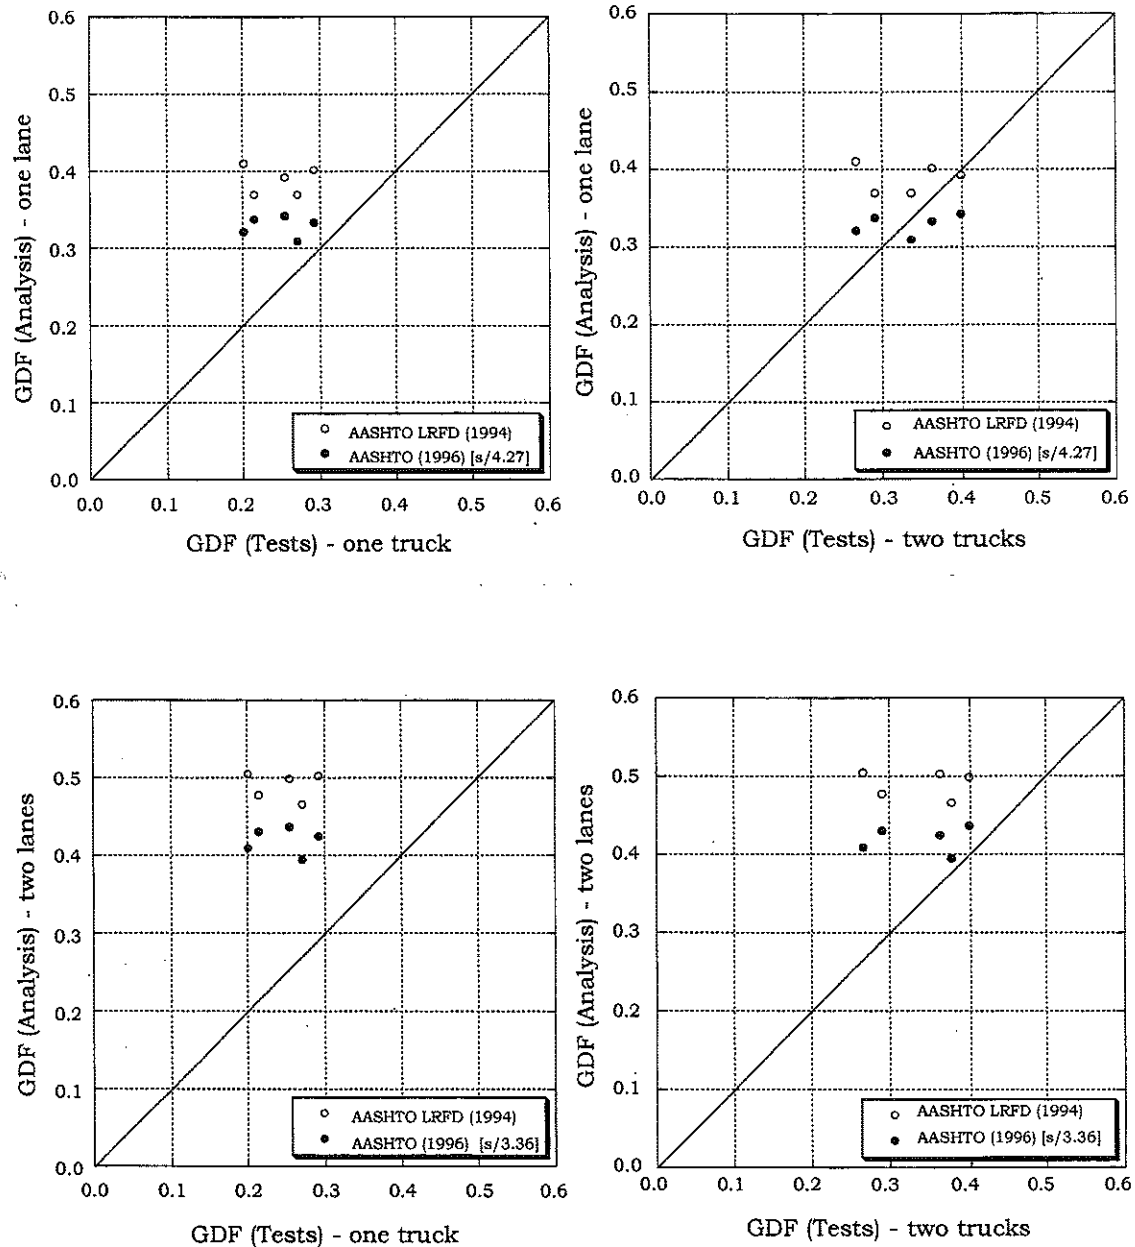 0.6
0.5
0.4
0.3
0.2
0.1
0.0
GDF (Analysis) - one lane
AASHTO LRFD (1994)
AASHTO (1996) [s/4.27]
0.0 0.1 0.2 0.3 0.4 0.5 0.6
GDF (Tests) - one truck
0.6
0.5
0.4
0.3
0.2
0.1
0.0
GDF (Analysis) - one lane
AASHTO LRFD (1994)
AASHTO (1996) [s/4.27]
0.0 0.1 0.2 0.3 0.4 0.5 0.6
GDF (Tests) - two trucks
0.6
0.5
0.4
0.3
0.2
0.1
0.0
GDF (Analysis) - two lanes
AASHTO LRFD (1994)
AASHTO (1996) [s/3.36]
0.0 0.1 0.2 0.3 0.4 0.5 0.6
GDF (Tests) - one truck
0.6
0.5
0.4
0.3
0.2
0.1
0.0
GDF (Analysis) - two lanes
AASHTO LRFD (1994)
AASHTO (1996) [s/3.36]
0.0 0.1 0.2 0.3 0.4 0.5 0.6
GDF (Tests) - two trucks